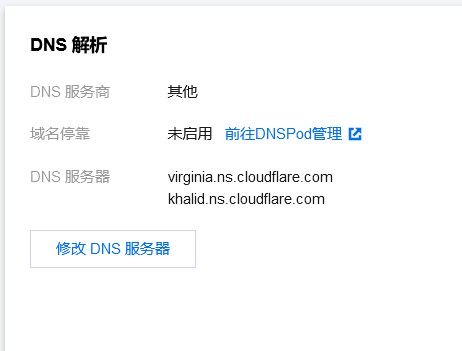 DNS 解析
DNS 服务商 其他
域名停靠 未启用 前往DNSPod管理
DNS 服务器 virginia.ns.cloudflare.com
khalid.ns.cloudflare.com
修改 DNS 服务器